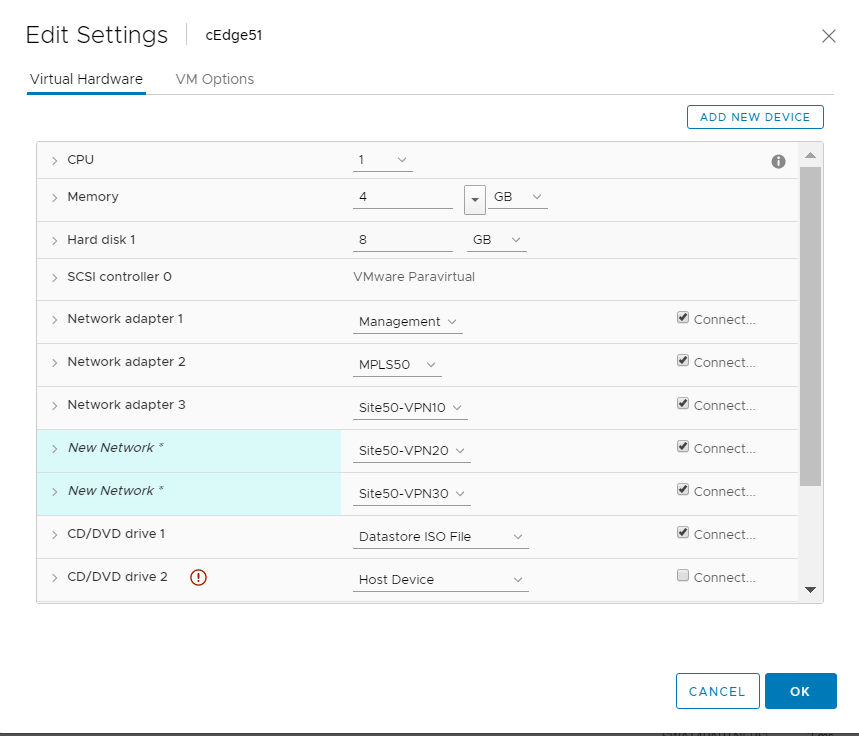 Edit Settings cEdge51
Virtual Hardware VM Options
ADD NEW DEVICE
CPU 1
Memory 4 GB
Hard disk 1 8 GB
SCSI controller 0 VMware Paravirtual
Network adapter 1 Management Connect...
Network adapter 2 MPLS50 Connect...
Network adapter 3 Site50-VPN10 Connect...
New Network * Site50-VPN20 Connect...
New Network * Site50-VPN30 Connect...
CD/DVD drive 1 Datastore ISO File Connect...
CD/DVD drive 2 Host Device Connect...
CANCEL OK